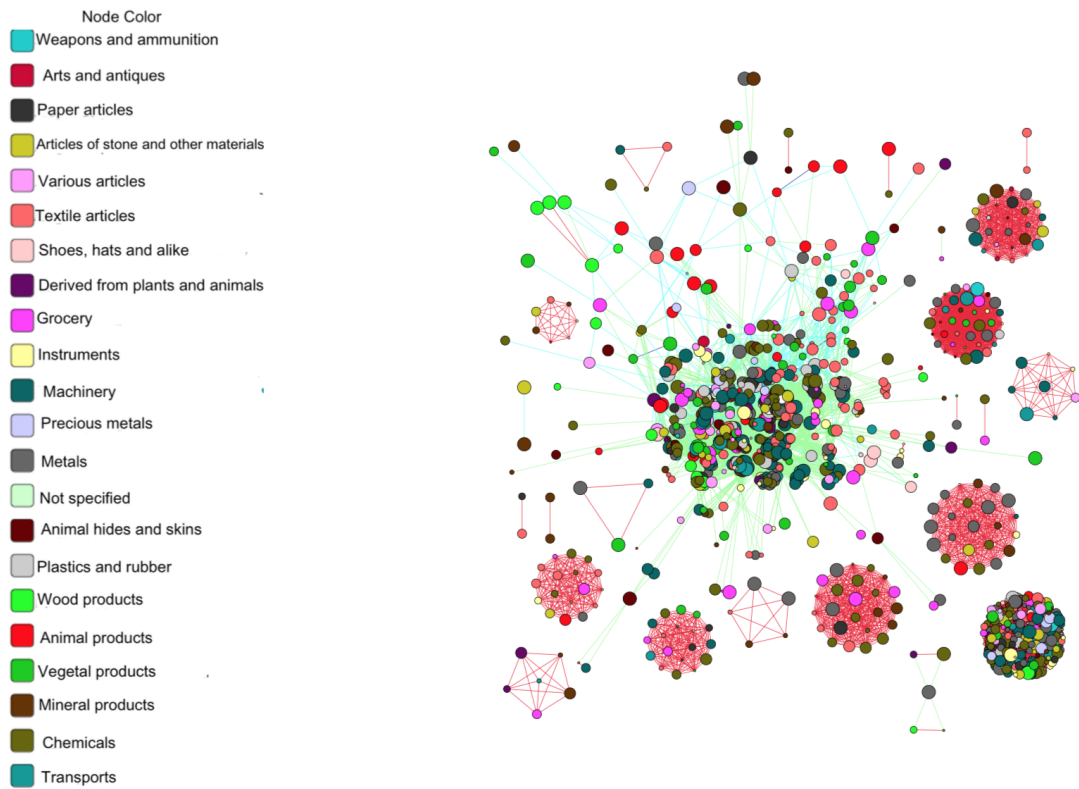 Node Color
Weapons and ammunition
Arts and antiques
Paper articles
Articles of stone and other materials
Various articles
Textile articles
Shoes, hats and alike
Derived from plants and animals
Grocery
Instruments
Machinery
Precious metals
Metals
Not specified
Animal hides and skins
Plastics and rubber
Wood products
Animal products
Vegetal products
Mineral products
Chemicals
Transports